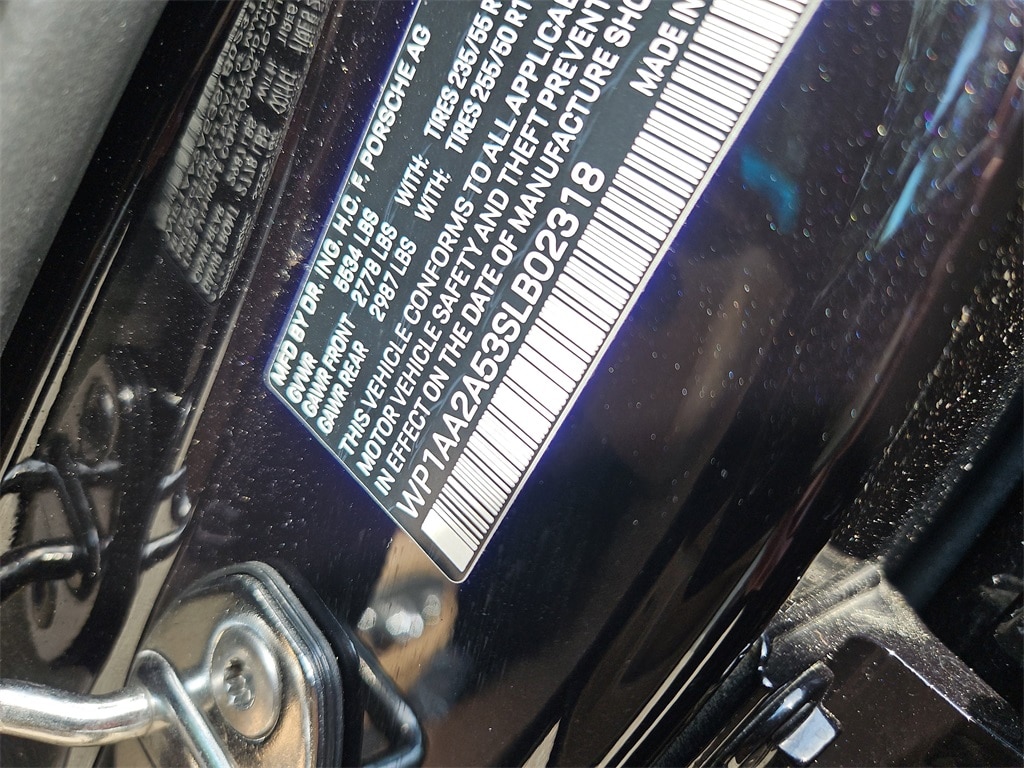 MFD BY DR. ING. H.C. F. PORSCHE AG
GVWR 5534 LBS
GAWR FRONT 2778 LBS WITH: TIRES 235/55 R
GAWR REAR 2987 LBS WITH: TIRES 255/50 R1
THIS VEHICLE CONFORMS TO ALL APPLICAB
MOTOR VEHICLE SAFETY AND THEFT PREVENT
IN EFFECT ON THE DATE OF MANUFACTURE SHO
WP1AA2A53SLB02318 MADE IN